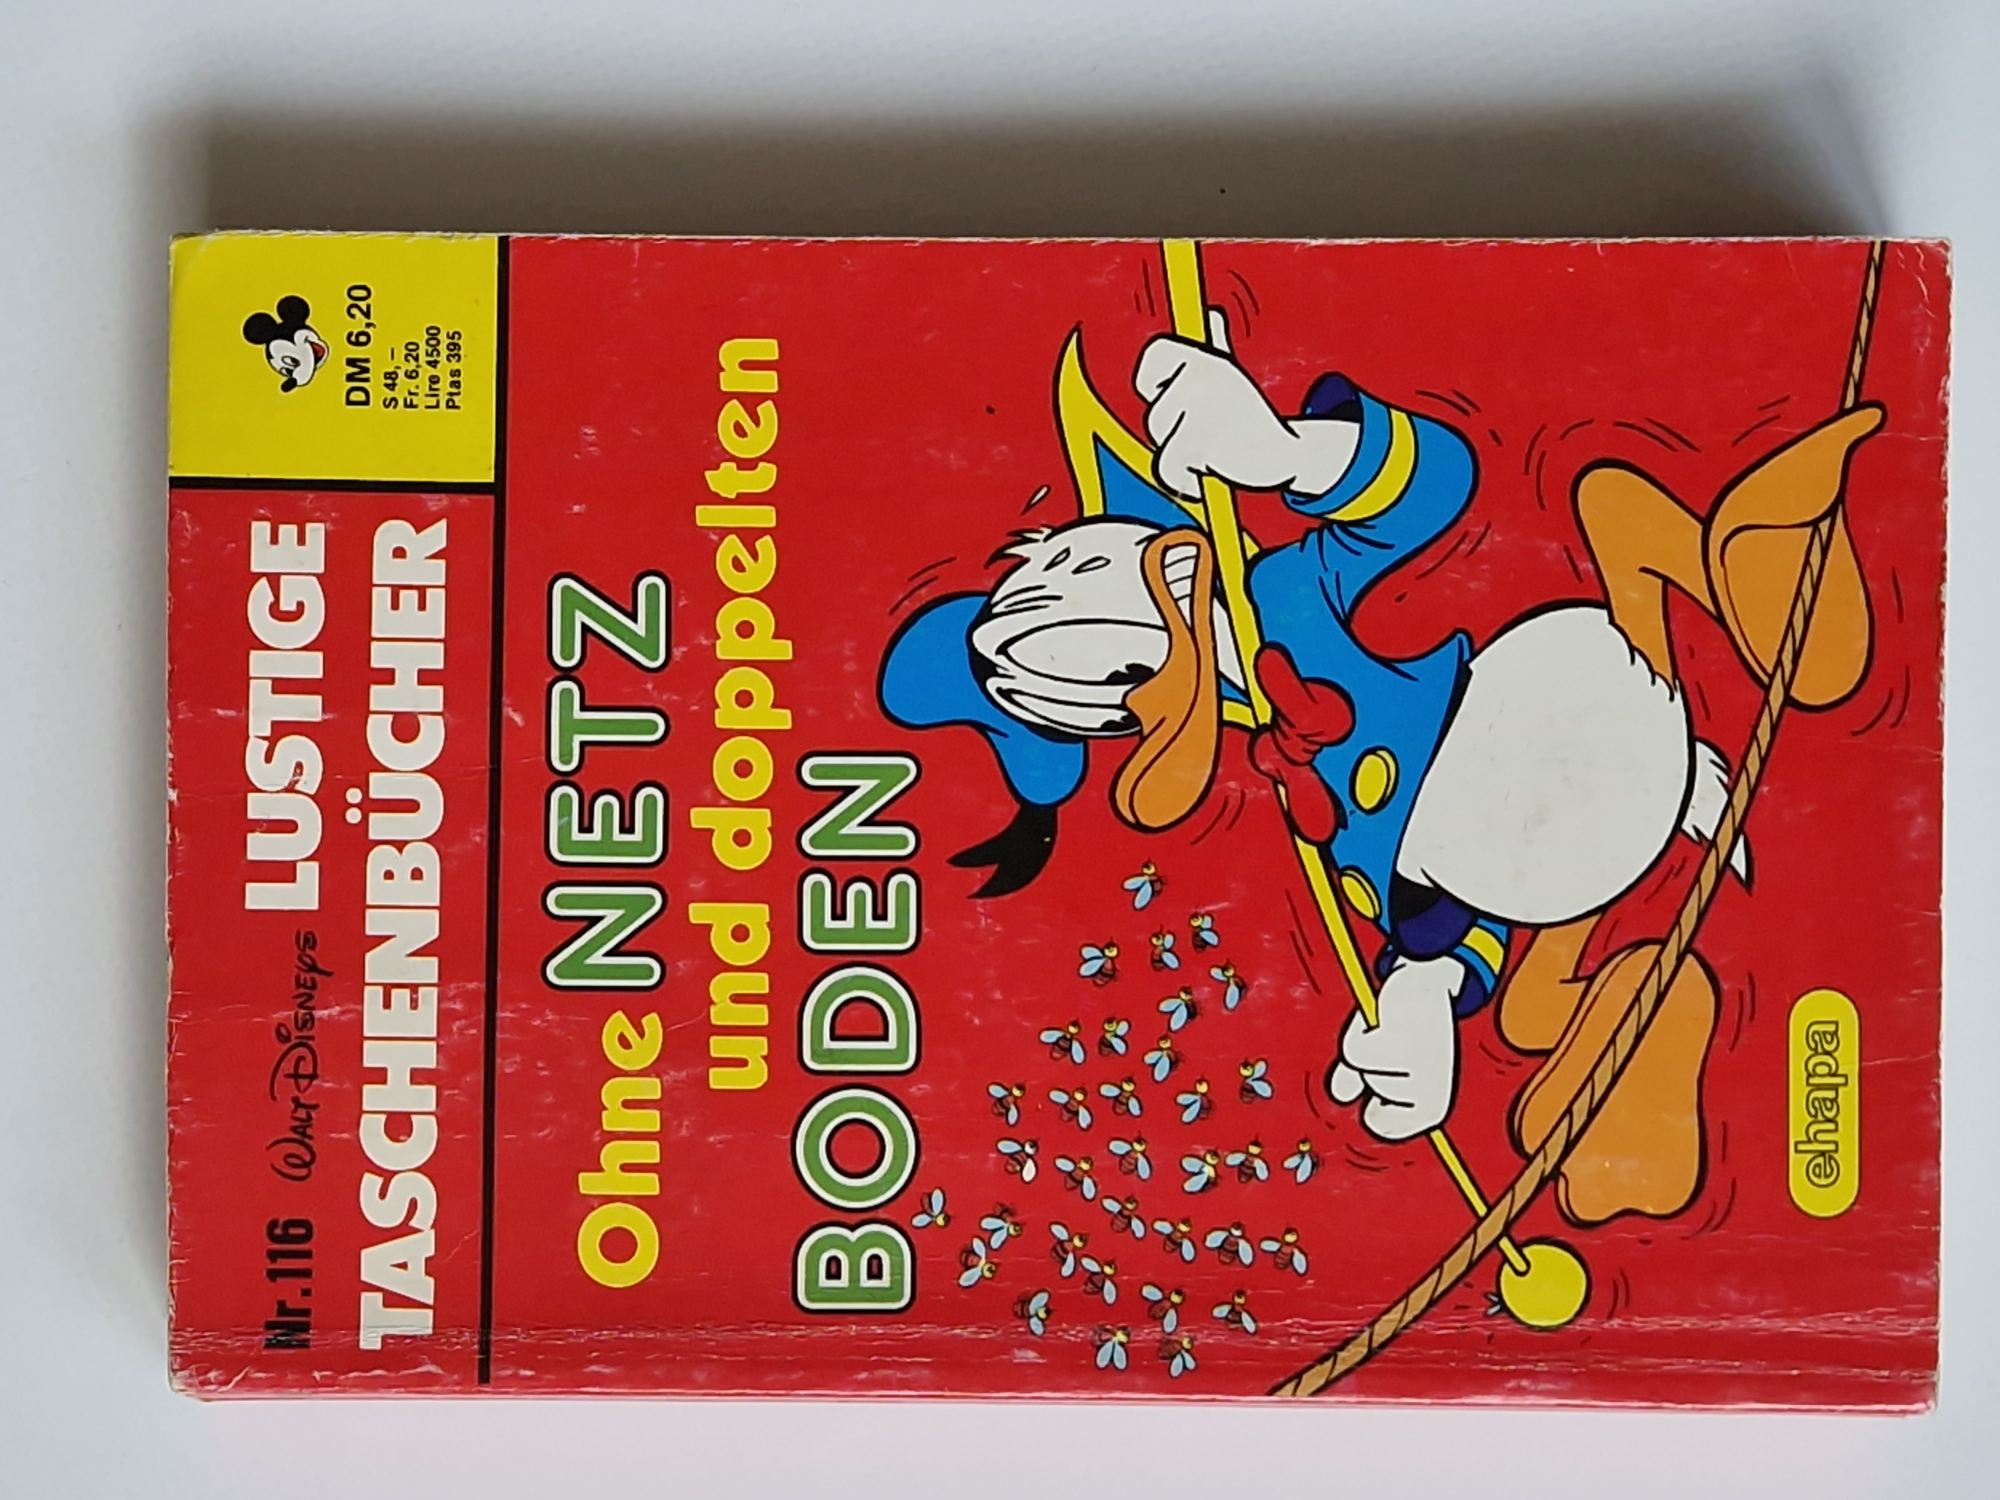 Nr.116 WALT DISNEYS LUSTIGE
TASCHENBÜCHER
DM 6,20
S 48,–
Fr. 6,20
Lire 4500
Ptas 395
Ohne NETZ
und doppelten
BODEN
ehapa